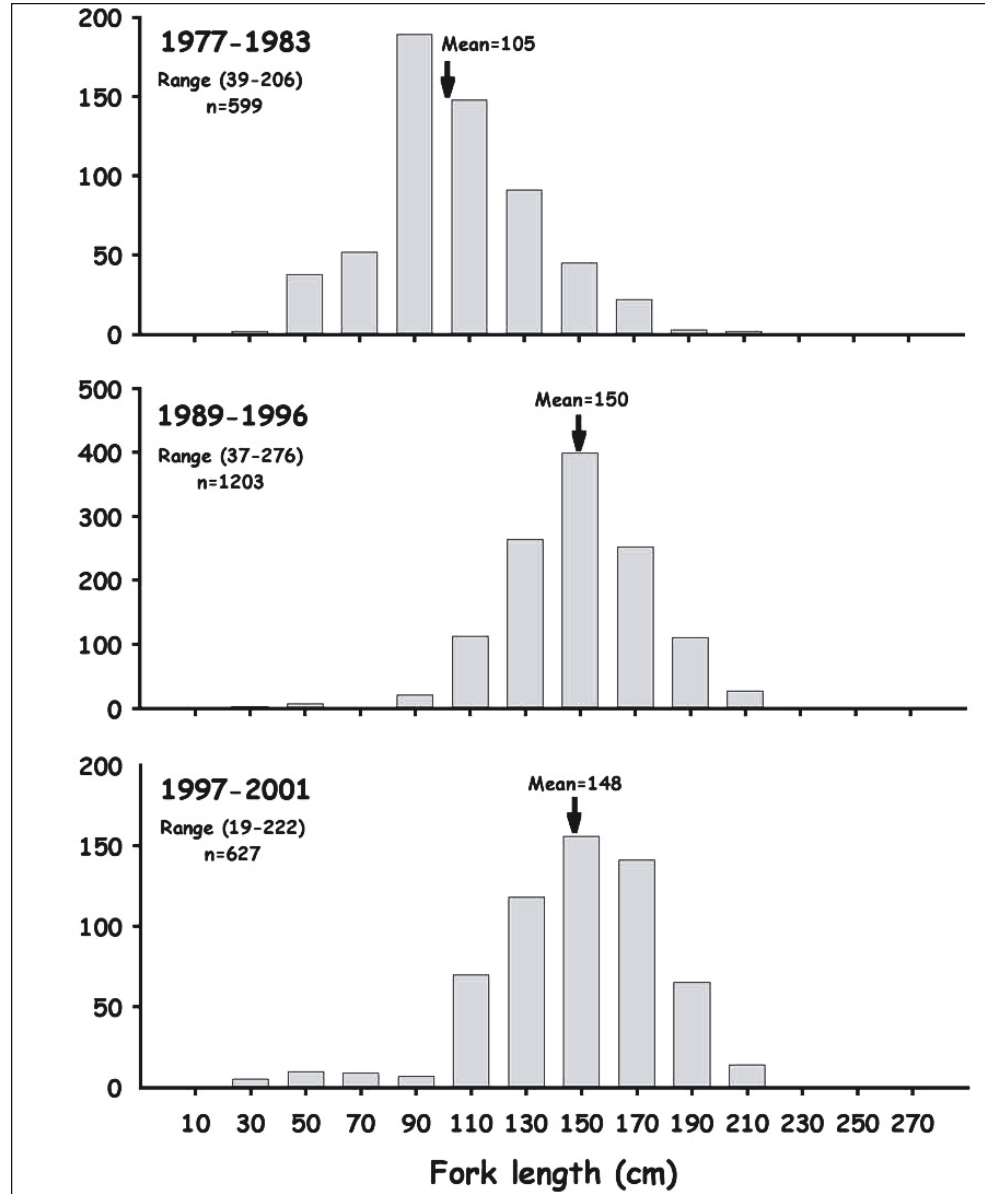 200
1977-1983
Mean=105
Range (39-206)
n=599
150
100
50
0
500
1989-1996
Mean=150
Range (37-276)
n=1203
400
300
200
100
0
200
1997-2001
Mean=148
Range (19-222)
n=627
150
100
50
0
10 30 50 70 90 110 130 150 170 190 210 230 250 270
Fork length (cm)